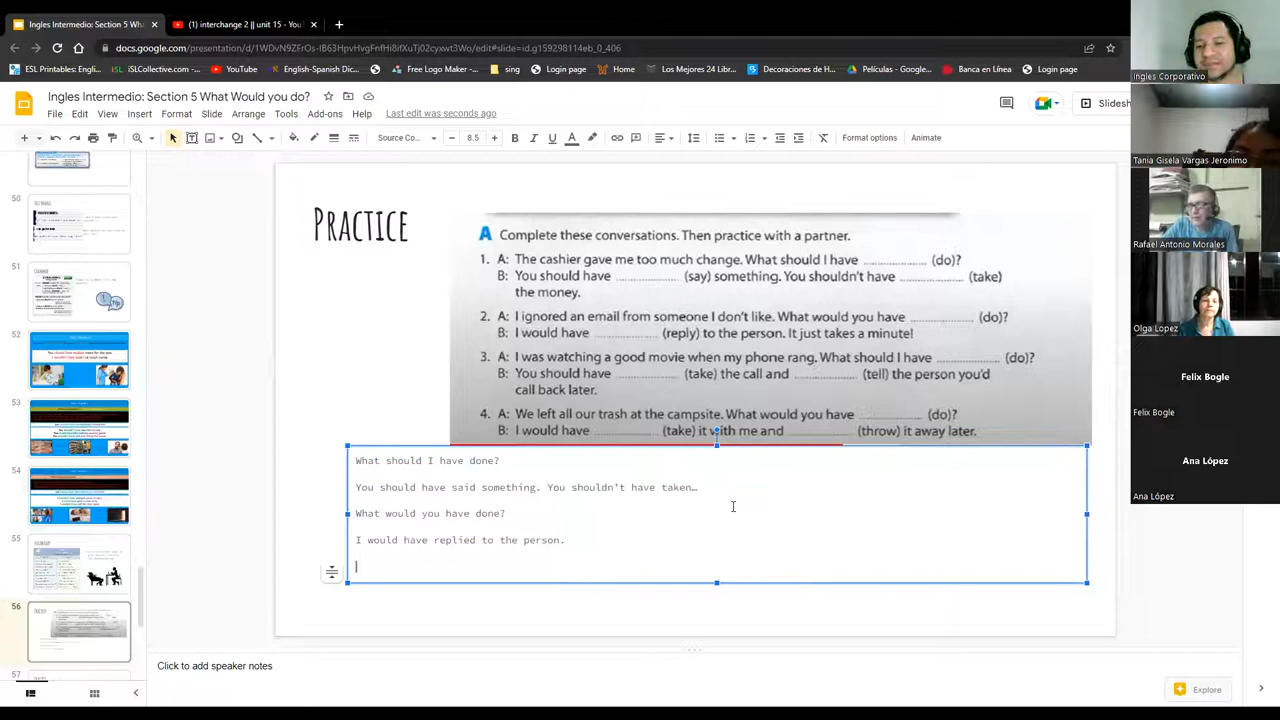 Ingles Intermedio: Section 5 Wha
(1) interchange 2 || unit 15 - You
docs.google.com/presentation/d/1WDvN9ZFrOs-IB63HpvHvgFnfHi8ifXuTj02cyxwt3Wo/edit#slide=id.g159298114eb_0_406
ESL Printables: Engli...
iSLCollective.com -...
YouTube
English-Spanish Dic...
Free Logo Maker -...
Login page
Home
Los Mejores 24 Libr...
Declaraciones de H...
Películas - Google...
Banca en Línea
Login page
Ingles Intermedio: Section 5 What Would you do?
File Edit View Insert Format Slide Arrange Tools Add-ons Help
Last edit was seconds ago
Slidesh
Source Co...
Format options
Animate
50
51
52
53
54
55
56
57
PRACTICE
A Complete these conversations. Then practice with a partner.
1. A: The cashier gave me too much change. What should I have ............ (do)?
B: You should have ............ (say) something. You shouldn't have ............ (take)
the money.
2. A: I ignored an email from someone I don't like. What would you have ............ (do)?
B: I would have ............ (reply) to the person. It just takes a minute!
3. A: I was watching a good movie when my phone rang. What should I have ............ (do)?
B: You should have ............ (take) the call and ............ (tell) the person you'd
call back later.
4. A: We left all our trash at the campsite. What would you have ............ (do)?
would have ............ (take) it with me ............ (throw) it away later.
What should I have done?
You should have said something. You shouldn't have taken…
What would you have done?
I would have replied to the person.
Click to add speaker notes
Explore
Ingles Corporativo
Tania Gisela Vargas Jeronimo
Rafael Antonio Morales
Olga Lopez
Felix Bogle
Felix Bogle
Ana López
Ana López